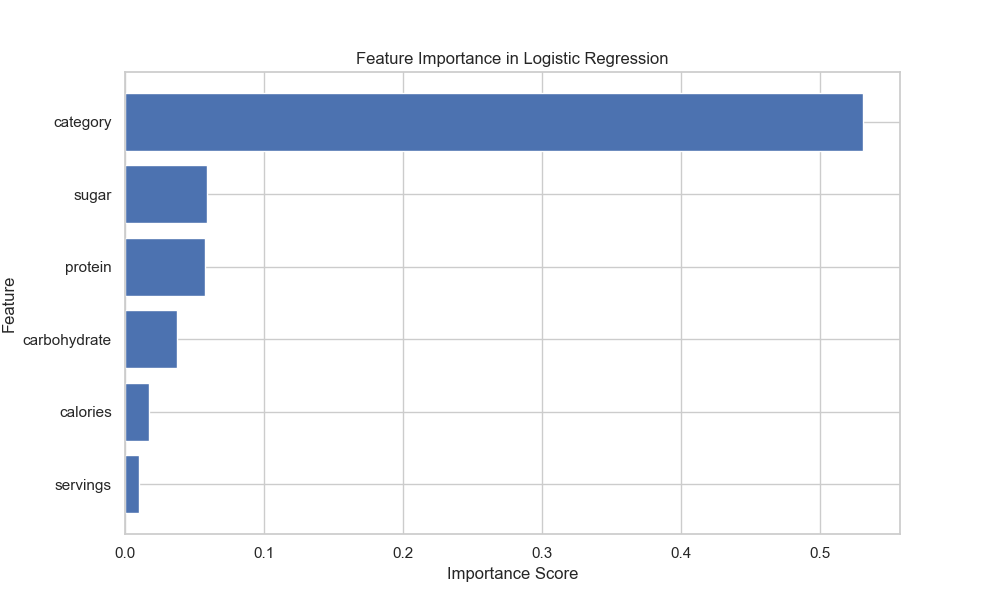 Feature Importance in Logistic Regression
category
sugar
protein
carbohydrate
calories
servings
Feature
0.0 0.1 0.2 0.3 0.4 0.5
Importance Score